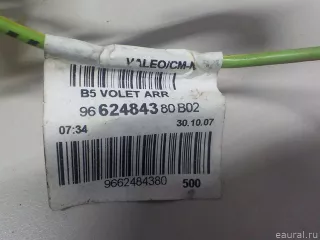 VALEO/CM-
B5 VOLET ARR
96 624843 80 B02
07:34 30.10.07
9662484380 500
eaural.ru